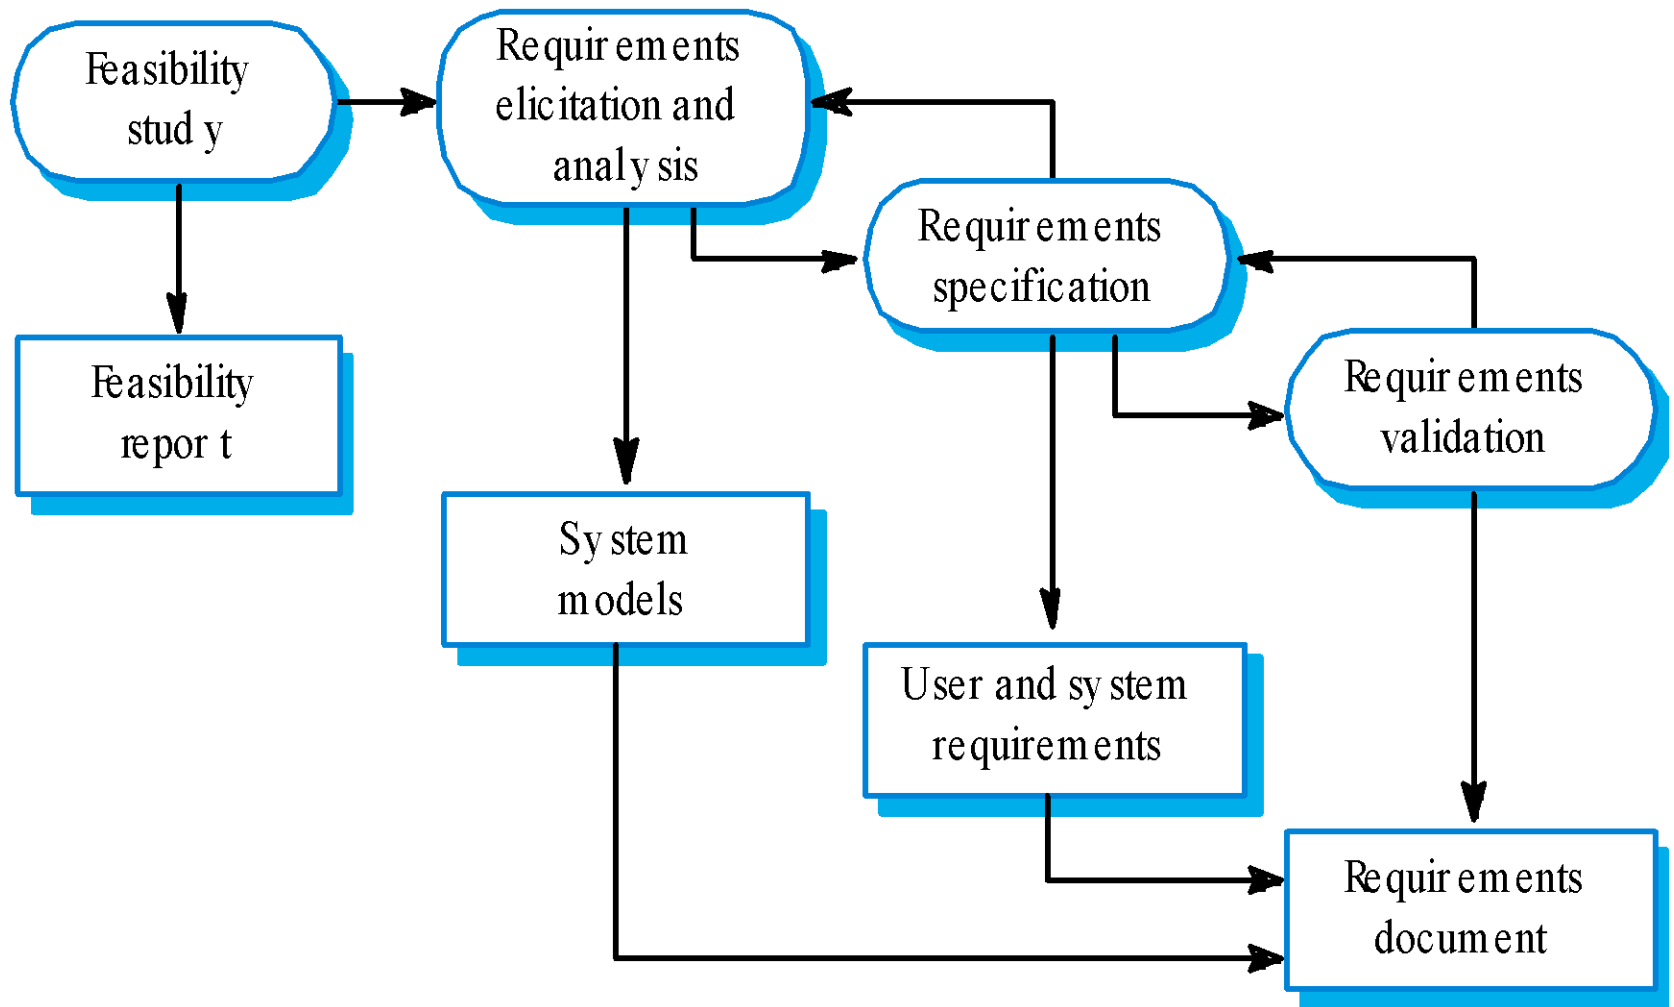 Feasibility
study
Requirements
elicitation and
analysis
Requirements
specification
Requirements
validation
Feasibility
report
System
models
User and system
requirements
Requirements
document